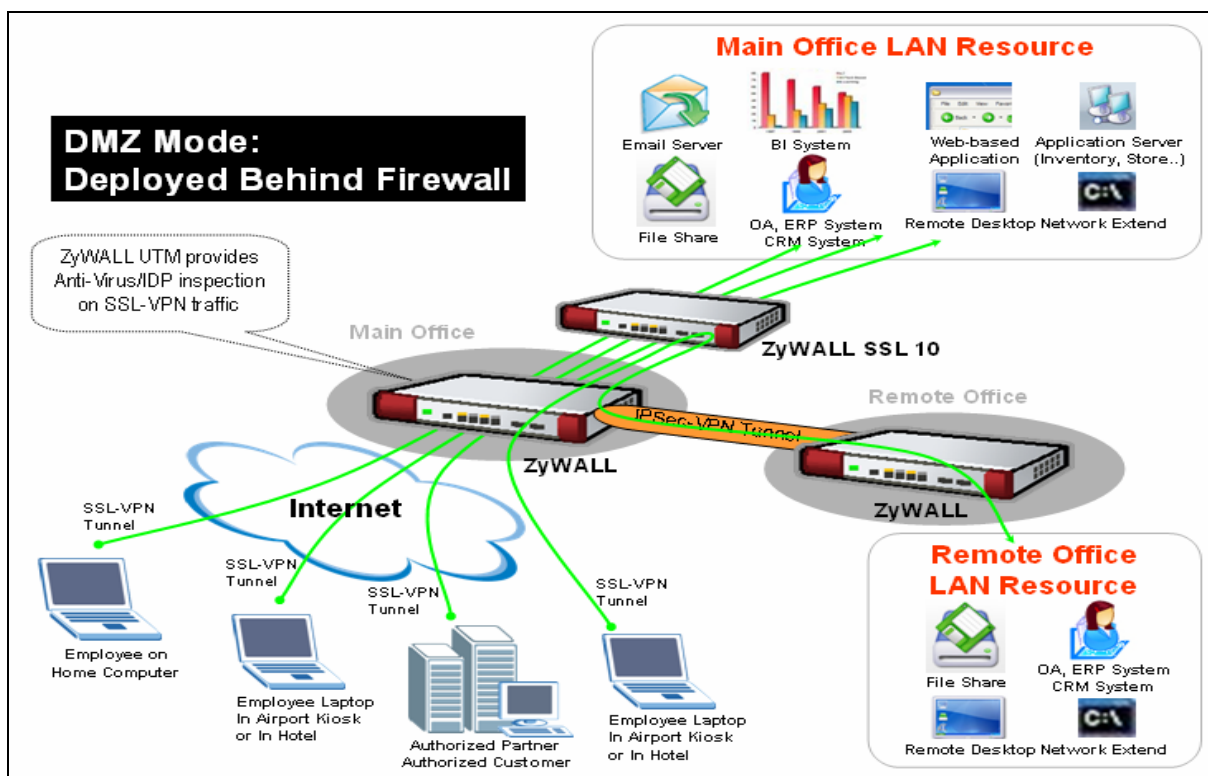 Main Office LAN Resource
Email Server
BI System
Web-based
Application
Application Server
(Inventory, Store..)
File Share
OA, ERP System
CRM System
Remote Desktop
Network Extend
C:\
DMZ Mode:
Deployed Behind Firewall
ZyWALL UTM provides
Anti-Virus/IDP inspection
on SSL-VPN traffic
Main Office
ZyWALL SSL 10
ZyWALL
IPSec-VPN Tunnel
Remote Office
ZyWALL
Internet
SSL-VPN
Tunnel
SSL-VPN
Tunnel
SSL-VPN
Tunnel
SSL-VPN
Tunnel
Employee on
Home Computer
Employee Laptop
In Airport Kiosk
or In Hotel
Authorized Partner
Authorized Customer
Employee Laptop
In Airport Kiosk
or In Hotel
Remote Office
LAN Resource
File Share
OA, ERP System
CRM System
Remote Desktop
Network Extend
C:\